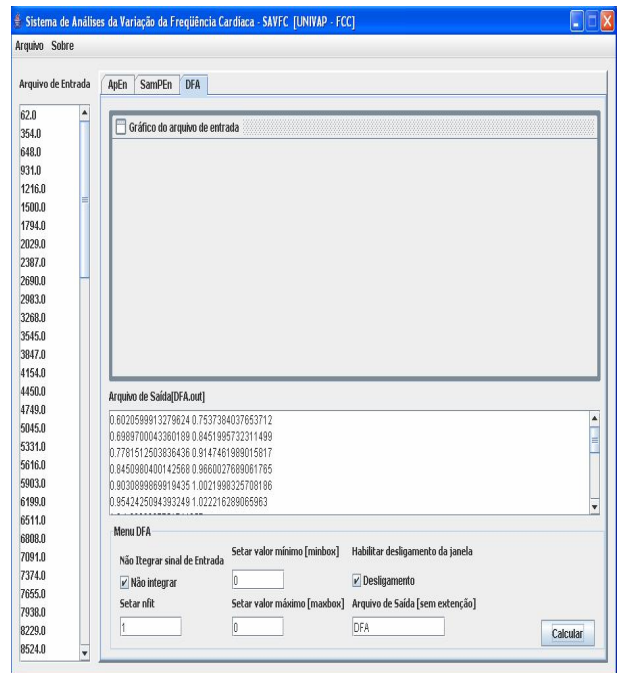 Sistema de Análises da Variação da Freqüência Cardíaca - SAVFC [UNIVAP - FCC]
Arquivo Sobre
Arquivo de Entrada
ApEn SamPEn DFA
62.0
354.0
648.0
931.0
1216.0
1500.0
1794.0
2029.0
2387.0
2690.0
2983.0
3268.0
3545.0
3847.0
4154.0
4450.0
4749.0
5045.0
5331.0
5616.0
5903.0
6199.0
6511.0
6808.0
7091.0
7374.0
7655.0
7938.0
8229.0
8524.0
Gráfico do arquivo de entrada
Arquivo de Saída[DFA.out]
0.6020599913279624 0.7537384037653712
0.6989700043360189 0.8451995732311499
0.7781512503836436 0.9147461989015817
0.8450980400142568 0.9660027689061765
0.9030899869919435 1.0021998325708186
0.9542425094393249 1.022216289065963
Menu DFA
Não Itegrar sinal de Entrada
Não integrar
Setar valor mínimo [minbox]
0
Habilitar desligamento da janela
Desligamento
Setar nfit
1
Setar valor máximo [maxbox]
0
Arquivo de Saída [sem extenção]
DFA
Calcular